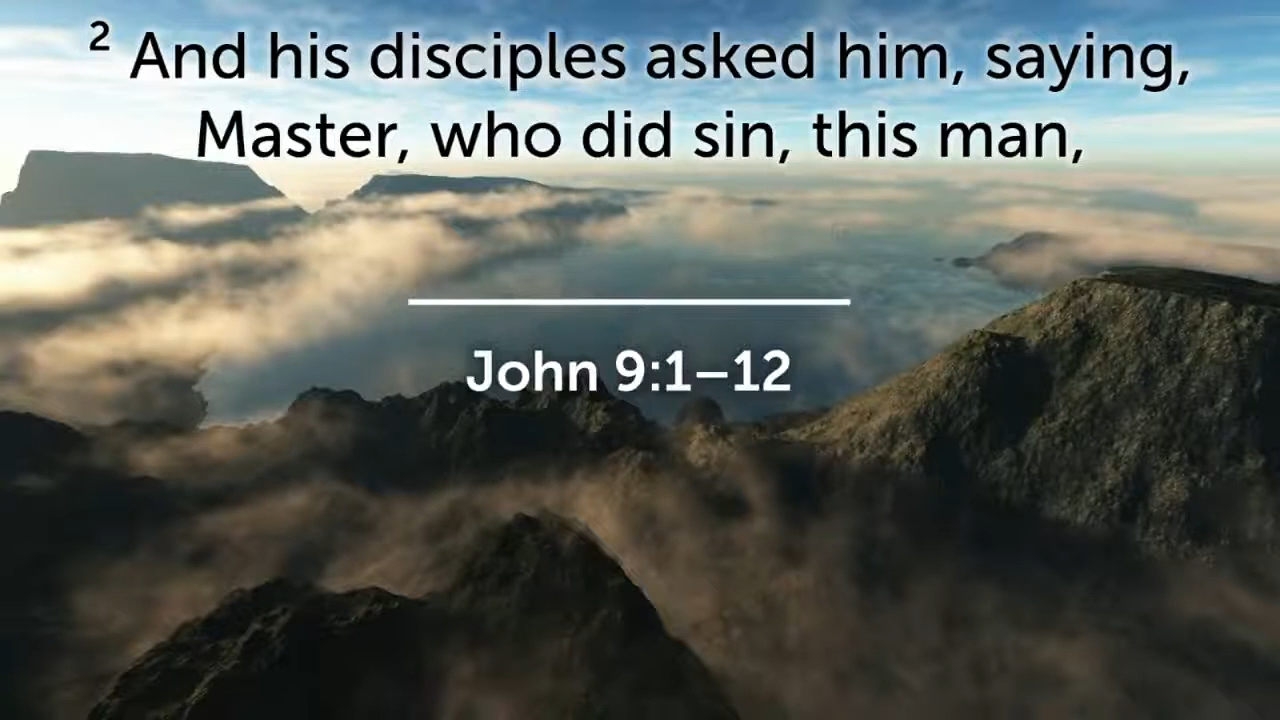 ² And his disciples asked him, saying,
Master, who did sin, this man,
John 9:1–12